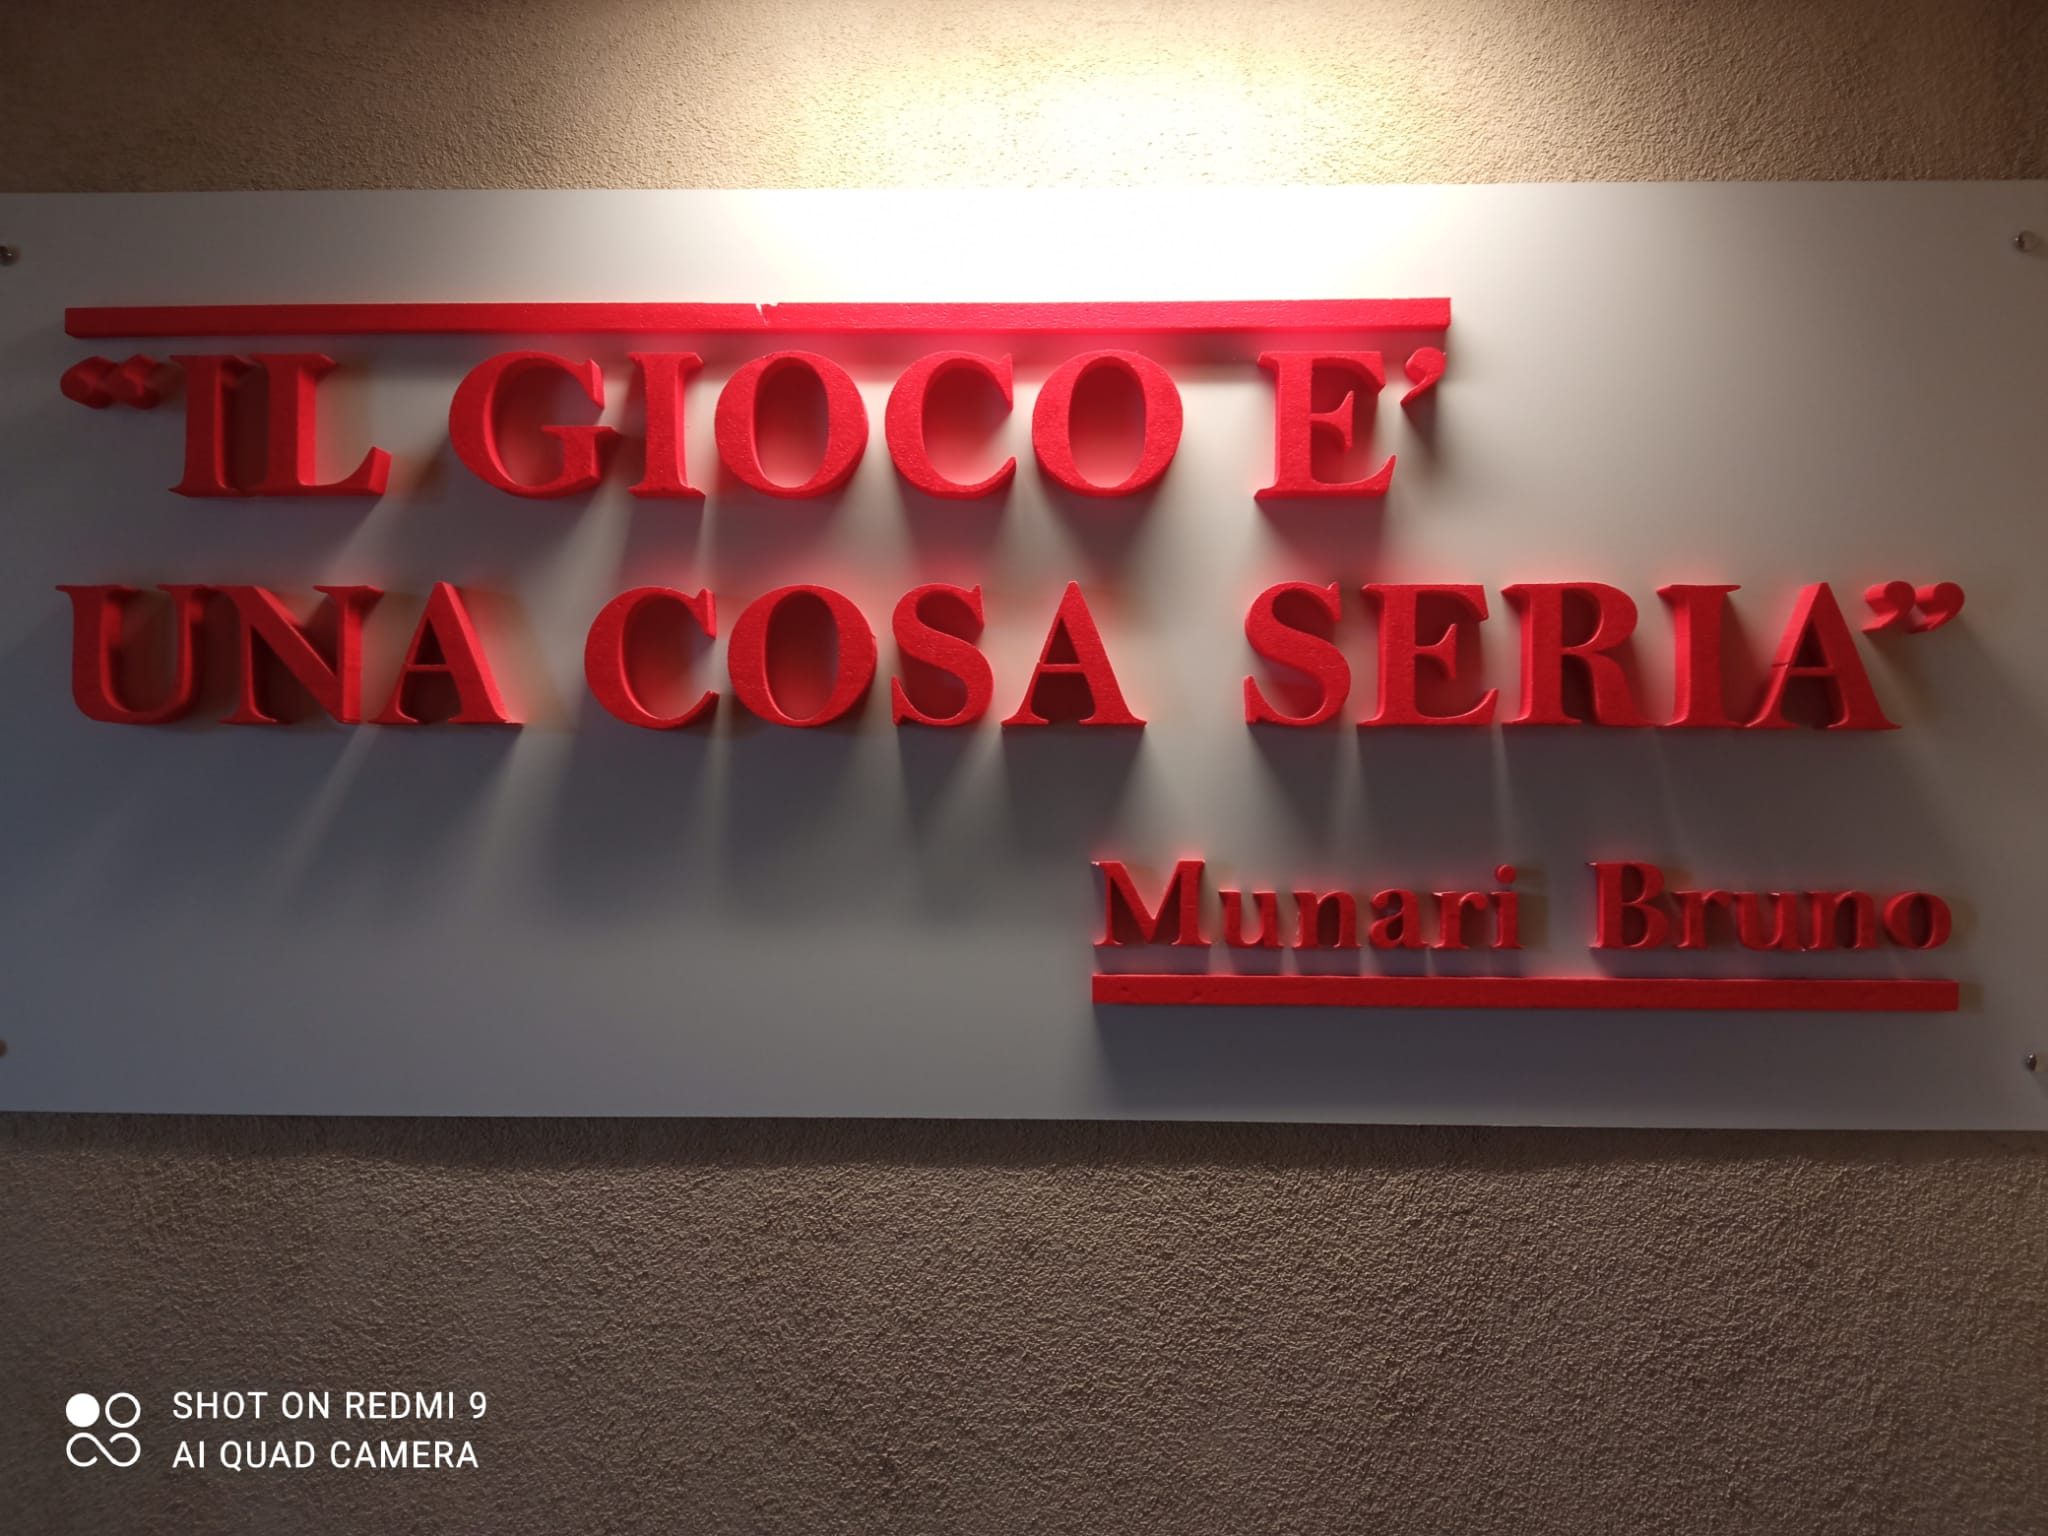 “IL GIOCO E’
UNA COSA SERIA”
Munari Bruno
SHOT ON REDMI 9
AI QUAD CAMERA